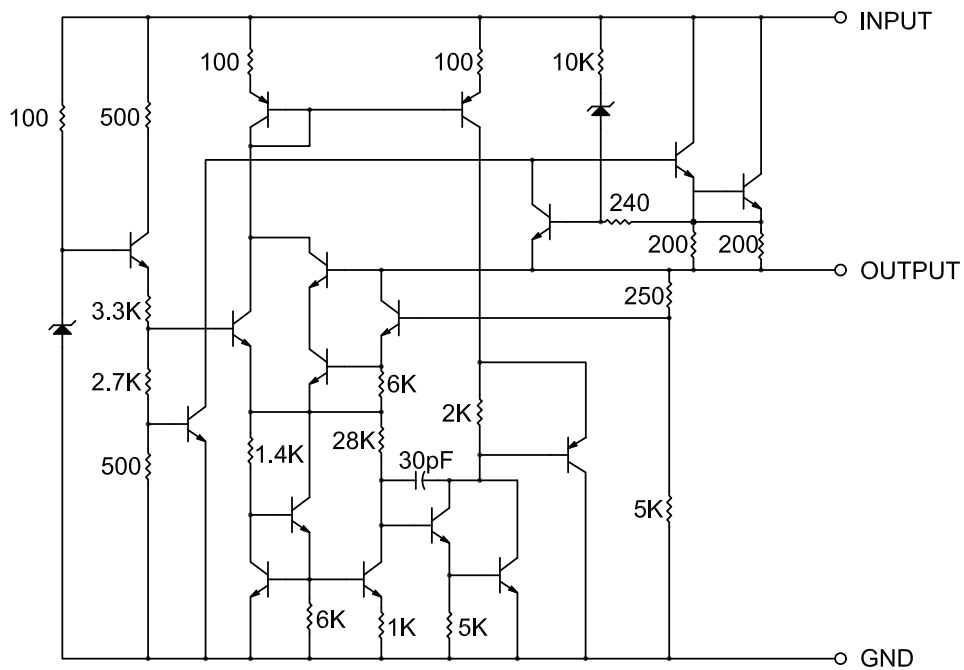 INPUT
100
100
10K
100
500
240
200
200
OUTPUT
250
3.3K
2.7K
6K
2K
28K
1.4K
30pF
500
5K
6K
1K
5K
GND